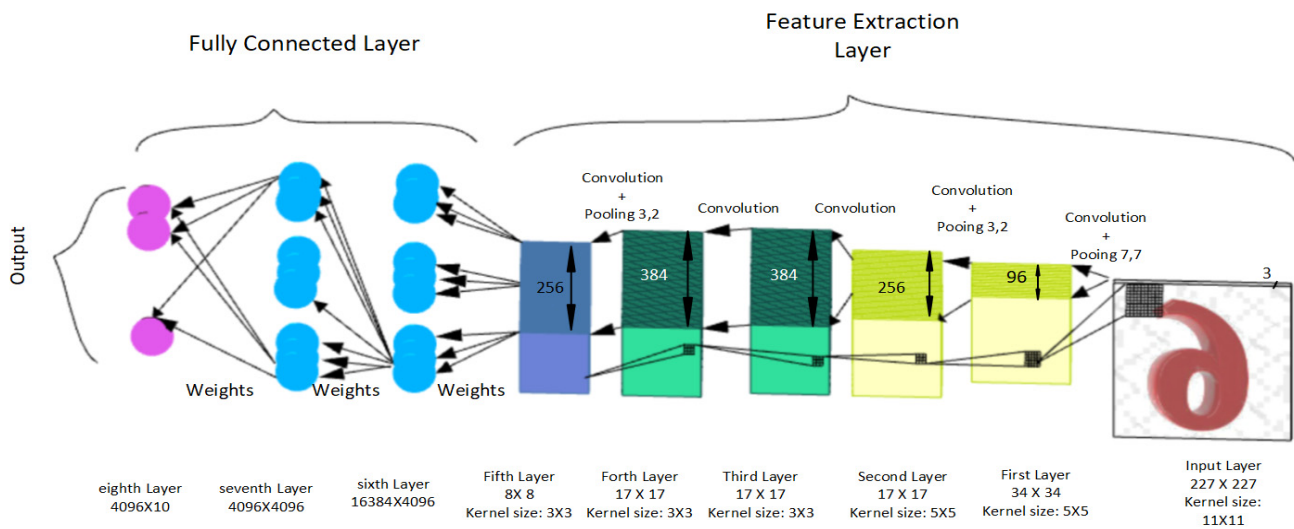 Fully Connected Layer
Feature Extraction
Layer
Output
Convolution
+
Pooling 3,2
Convolution
Convolution
Convolution
+
Pooing 3,2
Convolution
+
Pooing 7,7
256
384
384
256
96
3
Weights
Weights
Weights
eighth Layer
4096X10
seventh Layer
4096X4096
sixth Layer
16384X4096
Fifth Layer
8X 8
Kernel size: 3X3
Forth Layer
17 X 17
Kernel size: 3X3
Third Layer
17 X 17
Kernel size: 3X3
Second Layer
17 X 17
Kernel size: 5X5
First Layer
34 X 34
Kernel size: 5X5
Input Layer
227 X 227
Kernel size:
11X11
6